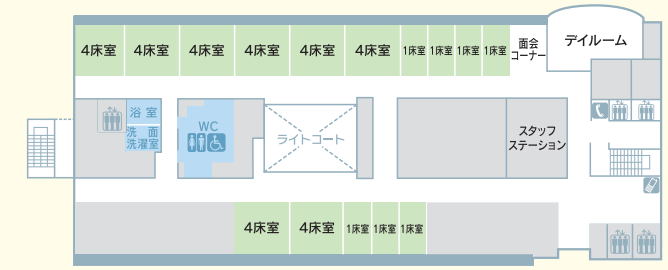 4床室 4床室 4床室 4床室 4床室 4床室 1床室 1床室 1床室 1床室
面会
コーナー
デイルーム
浴 室
洗 面
洗濯室
WC
ライトコート
スタッフ
ステーション
4床室 4床室 1床室 1床室 1床室